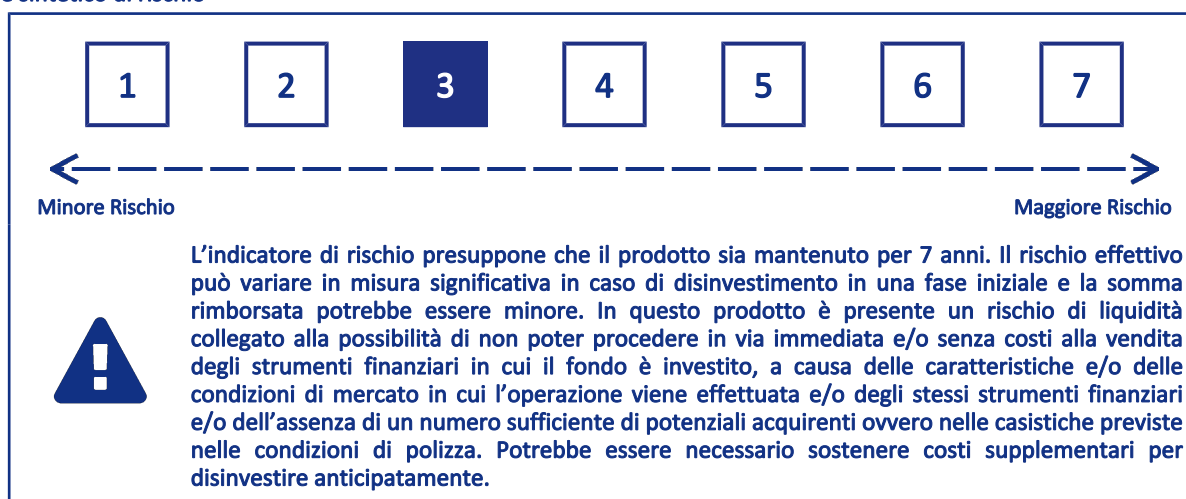 1 2 3 4 5 6 7
Minore Rischio Maggiore Rischio
L'indicatore di rischio presuppone che il prodotto sia mantenuto per 7 anni. Il rischio effettivo
può variare in misura significativa in caso di disinvestimento in una fase iniziale e la somma
rimborsata potrebbe essere minore. In questo prodotto è presente un rischio di liquidità
collegato alla possibilità di non poter procedere in via immediata e/o senza costi alla vendita
degli strumenti finanziari in cui il fondo è investito, a causa delle caratteristiche e/o delle
condizioni di mercato in cui l'operazione viene effettuata e/o degli stessi strumenti finanziari
e/o dell'assenza di un numero sufficiente di potenziali acquirenti ovvero nelle casistiche previste
nelle condizioni di polizza. Potrebbe essere necessario sostenere costi supplementari per
disinvestire anticipatamente.